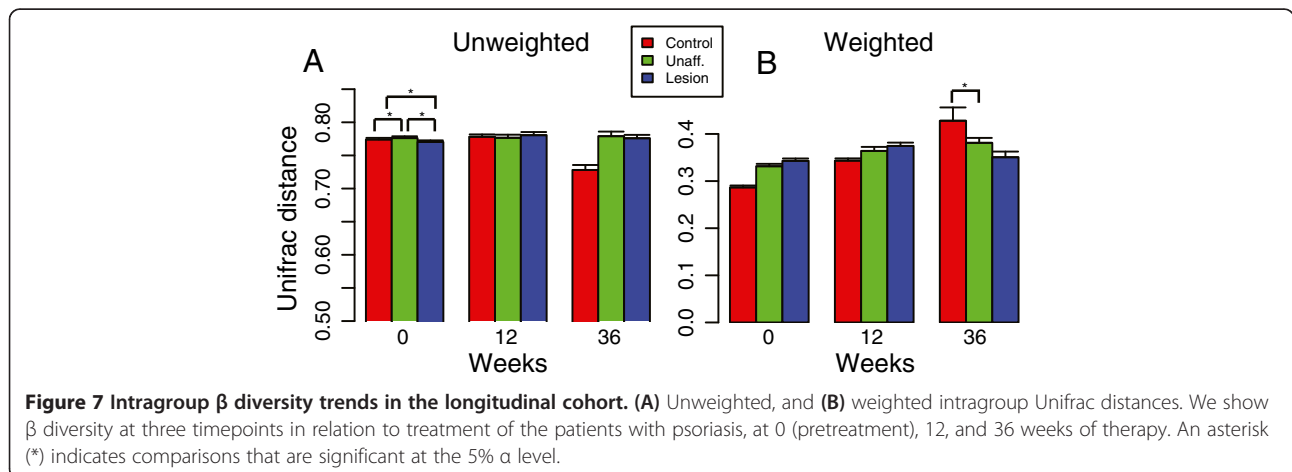 Unweighted
Control
Unaff.
Lesion
Weighted
A
B
*
*
*
*
Unifrac distance
0.80
0.70
0.60
0.50
0.4
0.3
0.2
0.1
0.0
0
12
36
Weeks
0
12
36
Weeks
Figure 7 Intragroup β diversity trends in the longitudinal cohort. (A) Unweighted, and (B) weighted intragroup Unifrac distances. We show
β diversity at three timepoints in relation to treatment of the patients with psoriasis, at 0 (pretreatment), 12, and 36 weeks of therapy. An asterisk
(*) indicates comparisons that are significant at the 5% α level.